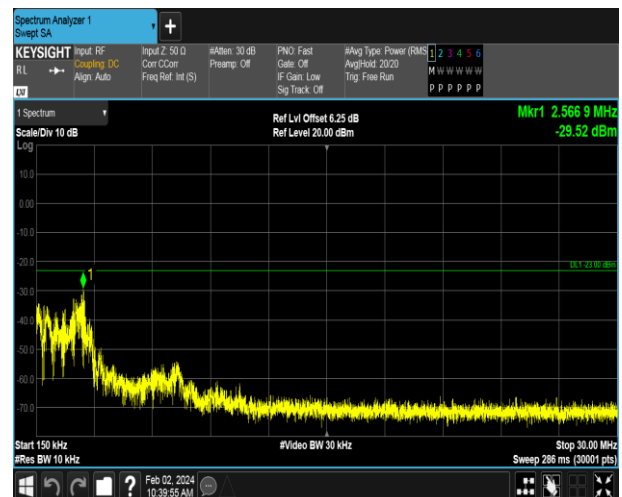 Spectrum Analyzer 1
Swept SA
+
KEYSIGHT
RL
Input: RF
Coupling: DC
Align: Auto
Input Z: 50 Ω
Corr CCorr
Freq Ref: Int (S)
#Atten: 30 dB
Preamp: Off
PNO: Fast
Gate: Off
IF Gain: Low
Sig Track: Off
#Avg Type: Power (RMS
Avg|Hold: 20/20
Trig: Free Run
1 2 3 4 5 6
M W W W W W
P P P P P P
LXI
1 Spectrum
Scale/Div 10 dB
Ref Lvl Offset 6.25 dB
Ref Level 20.00 dBm
Mkr1 2.566 9 MHz
-29.52 dBm
Log
10.0
0.00
-10.0
-20.0
DL1 -23.00 dBm
1
-30.0
-40.0
-50.0
-60.0
-70.0
Start 150 kHz
#Res BW 10 kHz
#Video BW 30 kHz
Stop 30.00 MHz
Sweep 286 ms (30001 pts)
?
Feb 02, 2024
10:39:55 AM